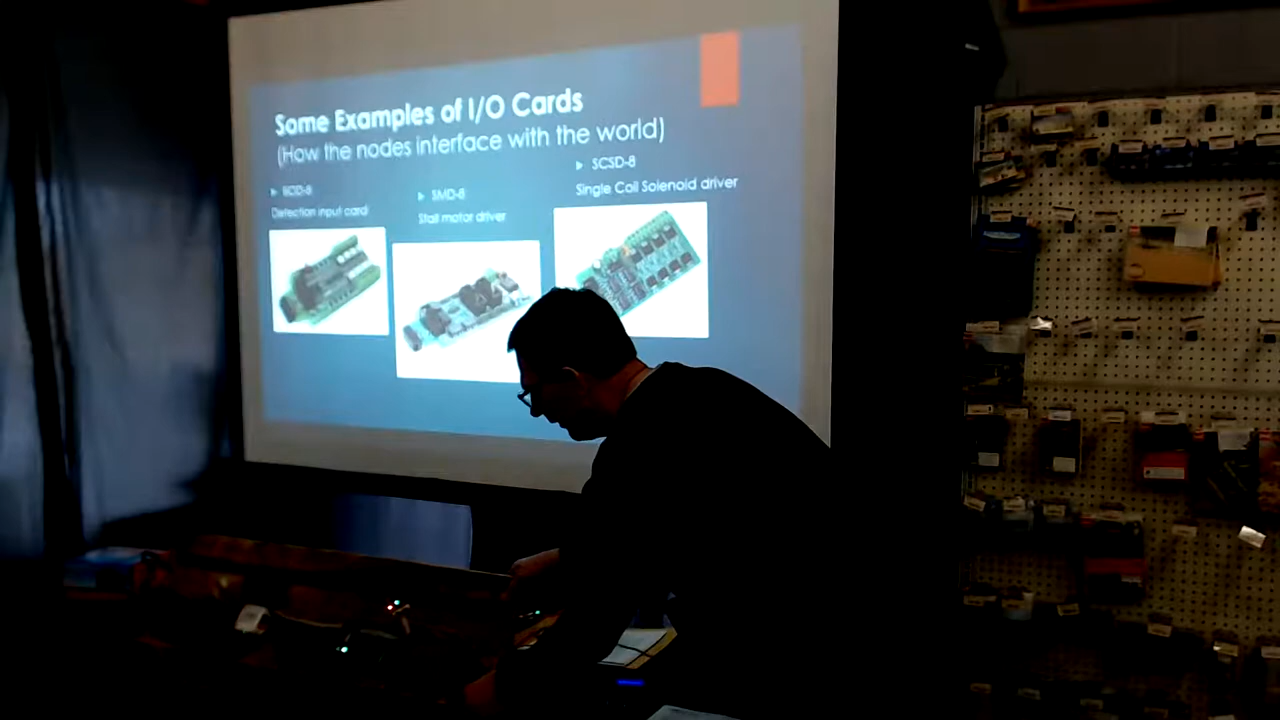 Some Examples of I/O Cards
(How the nodes interface with the world)
Detection input card
SMD-8
Stall motor driver
SCSD-8
Single Coil Solenoid driver